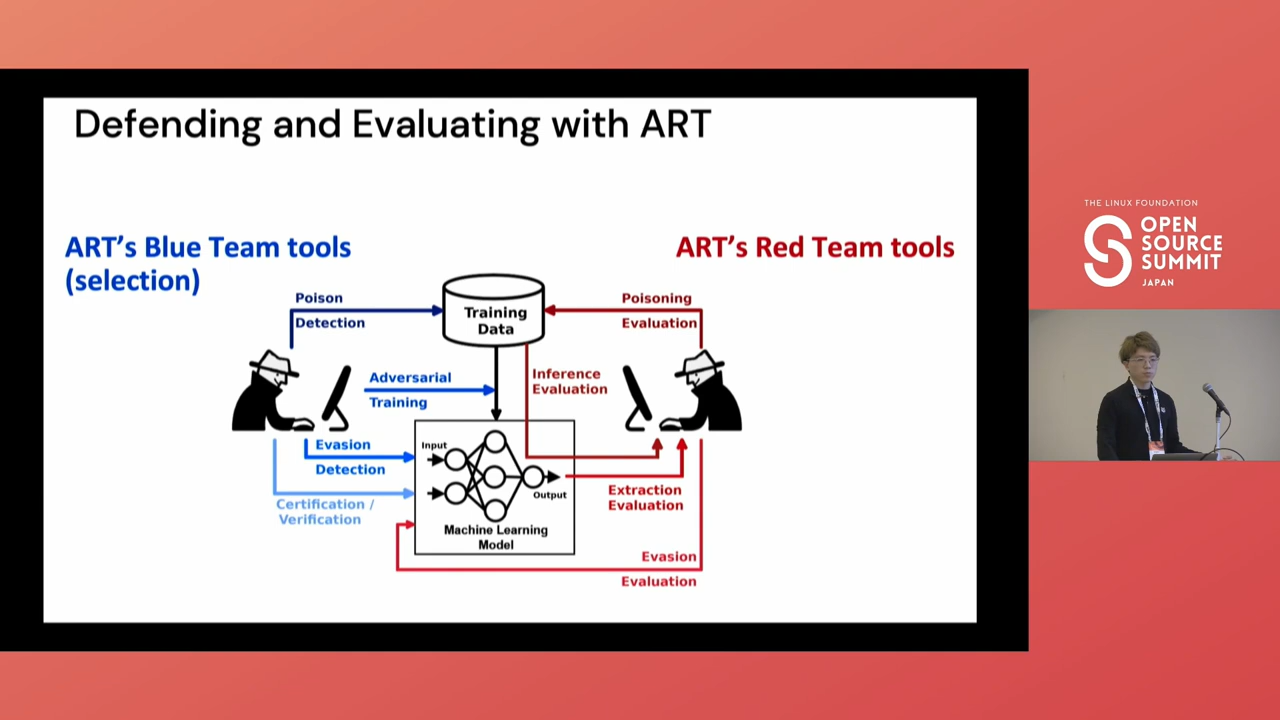 Defending and Evaluating with ART
ART's Blue Team tools
(selection)
ART's Red Team tools
Poison
Detection
Training
Data
Poisoning
Evaluation
Adversarial
Training
Inference
Evaluation
Evasion
Detection
Certification /
Verification
Input
Output
Machine Learning
Model
Extraction
Evaluation
Evasion
Evaluation
THE LINUX FOUNDATION
OPEN
SOURCE
SUMMIT
JAPAN